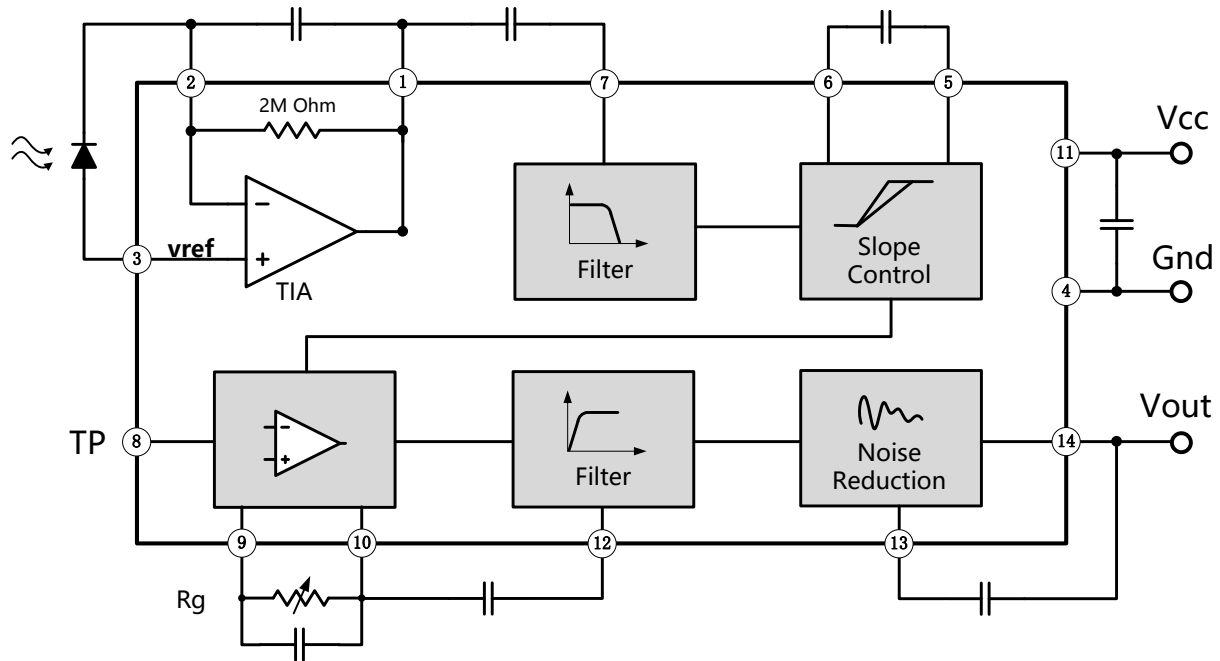 2
1
7
6
5
2M Ohm
Vcc
11
3
vref
TIA
Filter
Slope
Control
Gnd
4
TP
8
Filter
Noise
Reduction
14
Vout
9
10
12
13
Rg